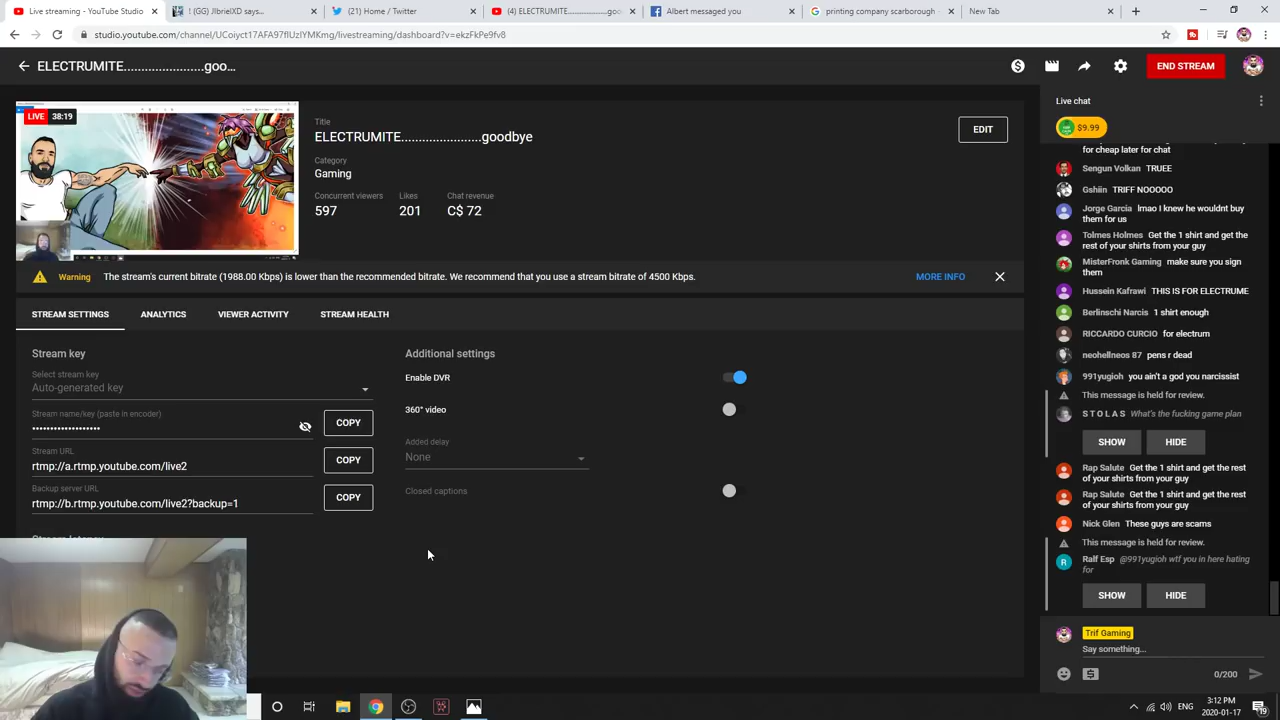 Live streaming - YouTube Studio
! (GG) JIbrielXD says...
(21) Home / Twitter
(4) ELECTRUMITE.....................goo
Albert messaged you
printing company scarborough
New Tab
studio.youtube.com/channel/UCoiyct17AFA97flUzIYMKmg/livestreaming/dashboard?v=ekzFkPe9fv8
ELECTRUMITE.......................goo...
END STREAM
LIVE 38:19
Title
ELECTRUMITE.......................goodbye
EDIT
Category
Gaming
Concurrent viewers Likes Chat revenue
597 201 C$ 72
Warning The stream's current bitrate (1988.00 Kbps) is lower than the recommended bitrate. We recommend that you use a stream bitrate of 4500 Kbps.
MORE INFO
STREAM SETTINGS ANALYTICS VIEWER ACTIVITY STREAM HEALTH
Stream key
Select stream key
Auto-generated key
Stream name/key (paste in encoder)
••••••••••••••••••• COPY
Stream URL
rtmp://a.rtmp.youtube.com/live2 COPY
Backup server URL
rtmp://b.rtmp.youtube.com/live2?backup=1 COPY
Stream latency
Additional settings
Enable DVR
360° video
Added delay
None
Closed captions
Live chat
$9.99
for cheap later for chat
Sengun Volkan TRUEE
Gshiin TRIFF NOOOOO
Jorge Garcia lmao I knew he wouldnt buy
them for us
Tolmes Holmes Get the 1 shirt and get the
rest of your shirts from your guy
MisterFronk Gaming make sure you sign
them
Hussein Kafrawi THIS IS FOR ELECTRUME
Berlinschi Narcis 1 shirt enough
RICCARDO CURCIO for electrum
neohellneos 87 pens r dead
991yugioh you ain't a god you narcissist
This message is held for review.
S T O L A S What's the fucking game plan
SHOW HIDE
Rap Salute Get the 1 shirt and get the rest
of your shirts from your guy
Rap Salute Get the 1 shirt and get the rest
of your shirts from your guy
Nick Glen These guys are scams
This message is held for review.
Ralf Esp @991yugioh wtf you in here hating
for
SHOW HIDE
Trif Gaming
Say something...
0/200
ENG
3:12 PM
2020-01-17
19